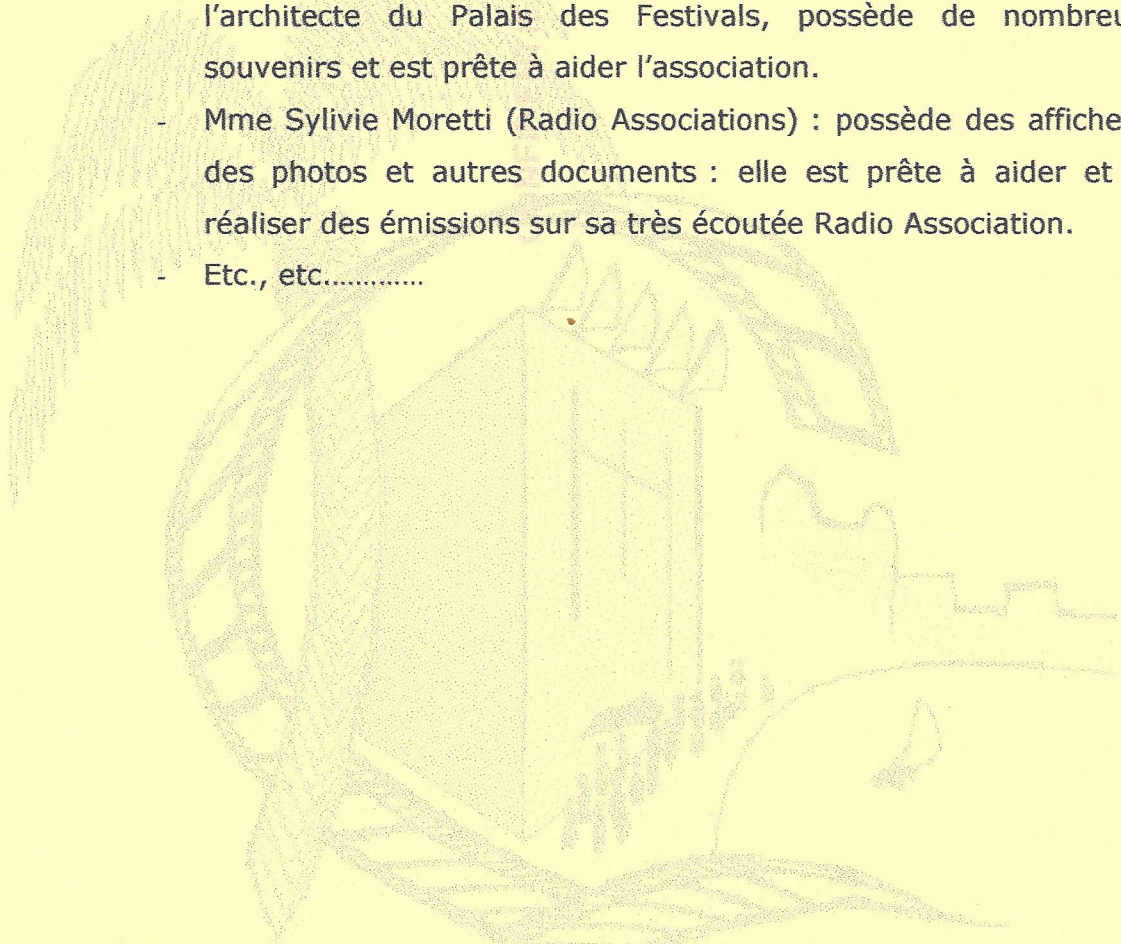 l'architecte du Palais des Festivals, possède de nombreu
souvenirs et est prête à aider l'association.
- Mme Sylivie Moretti (Radio Associations) : possède des affiche
des photos et autres documents : elle est prête à aider et
réaliser des émissions sur sa très écoutée Radio Association.
- Etc., etc.............